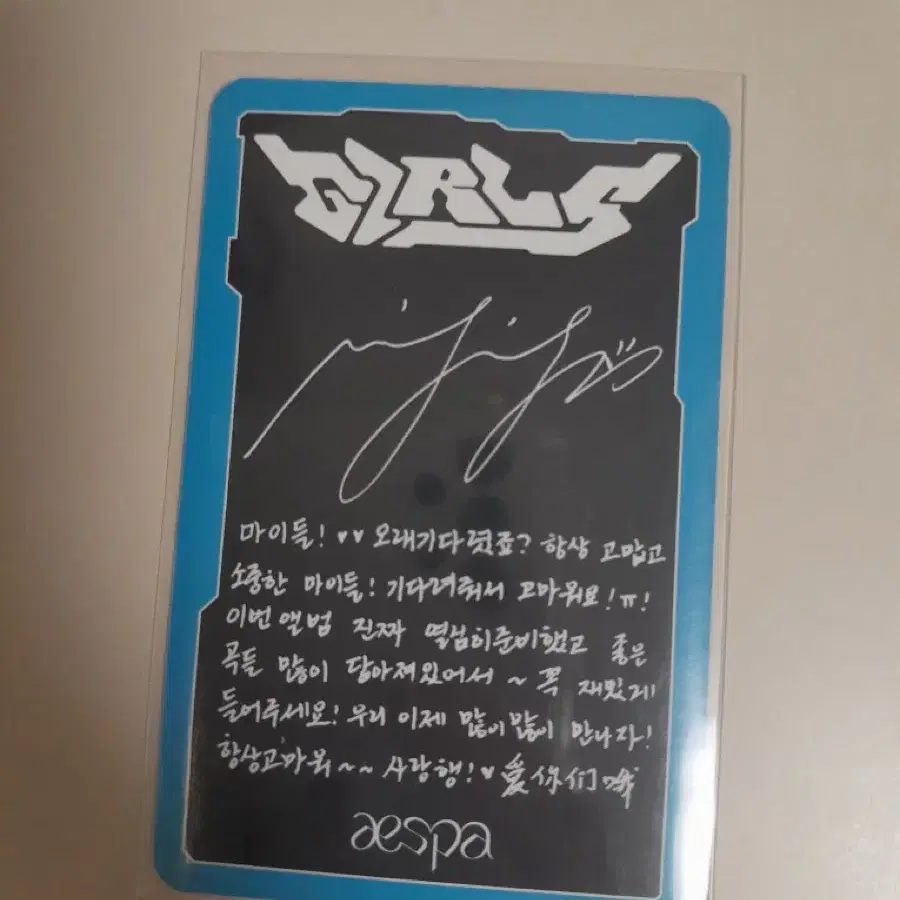 GIRLS
마이들! ♥♥ 오래기다렸죠? 항상 고맙고
소중한 마이들! 기다려줘서 고마워요!ㅠ!
이번 앨범 진짜 열심히준비했고 좋은
곡들 많이 담아져있어서 ~ 꼭 재밌게
들어주세요! 우리 이제 많이많이 만나자!
항상고마워~~ 사랑행!♥ 爱你们哦
aespa